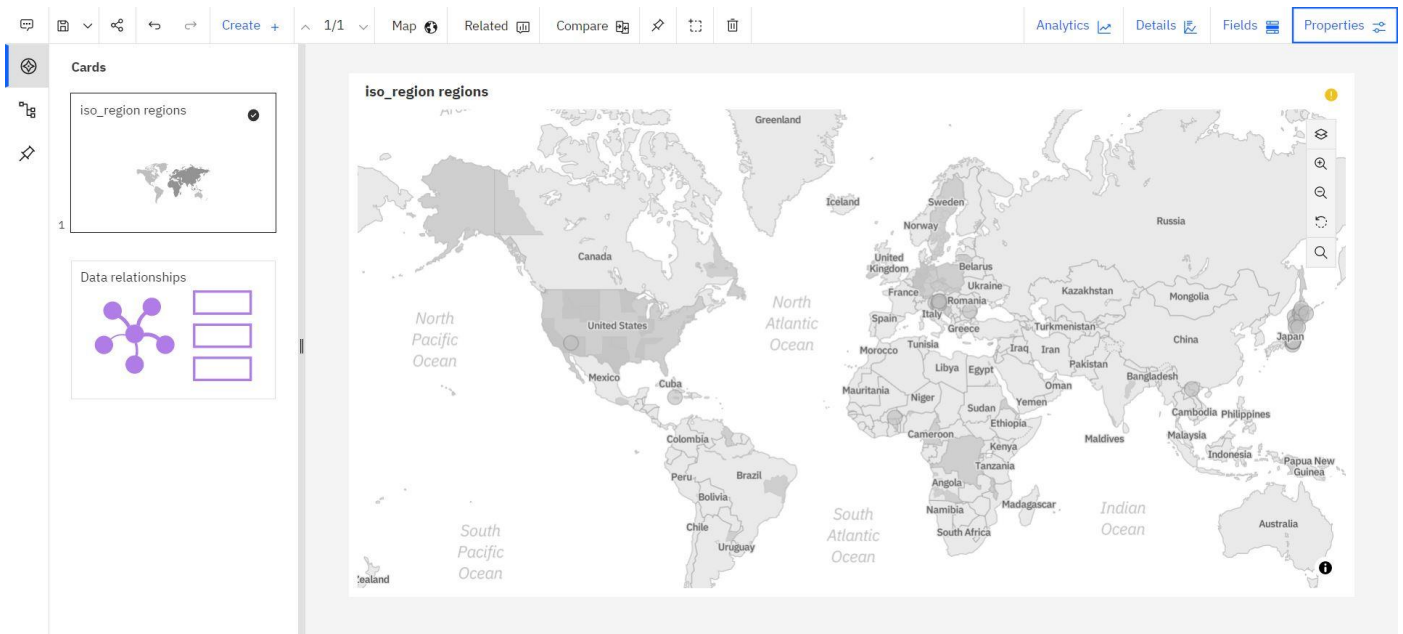 Create +
1/1
Map
Related
Compare
Analytics
Details
Fields
Properties
Cards
iso_region regions
1
Data relationships
iso_region regions
Greenland
Iceland
Sweden
Norway
Russia
Canada
United
Kingdom
Belarus
Ukraine
France
Romania
Kazakhstan
Mongolia
North
Atlantic
Ocean
North
Pacific
Ocean
United States
Spain
Italy
Greece
Turkmenistan
China
Japan
Morocco
Tunisia
Iraq
Iran
Pakistan
Libya
Egypt
Bangladesh
Mexico
Cuba
Mauritania
Niger
Oman
Sudan
Yemen
Cambodia
Philippines
Ethiopia
Cameroon
Kenya
Maldives
Malaysia
Colombia
Indonesia
Papua New
Guinea
Tanzania
Peru
Brazil
Angola
Bolivia
Namibia
Madagascar
Indian
Ocean
South
Atlantic
Ocean
Chile
South Africa
Australia
Uruguay
South
Pacific
Ocean